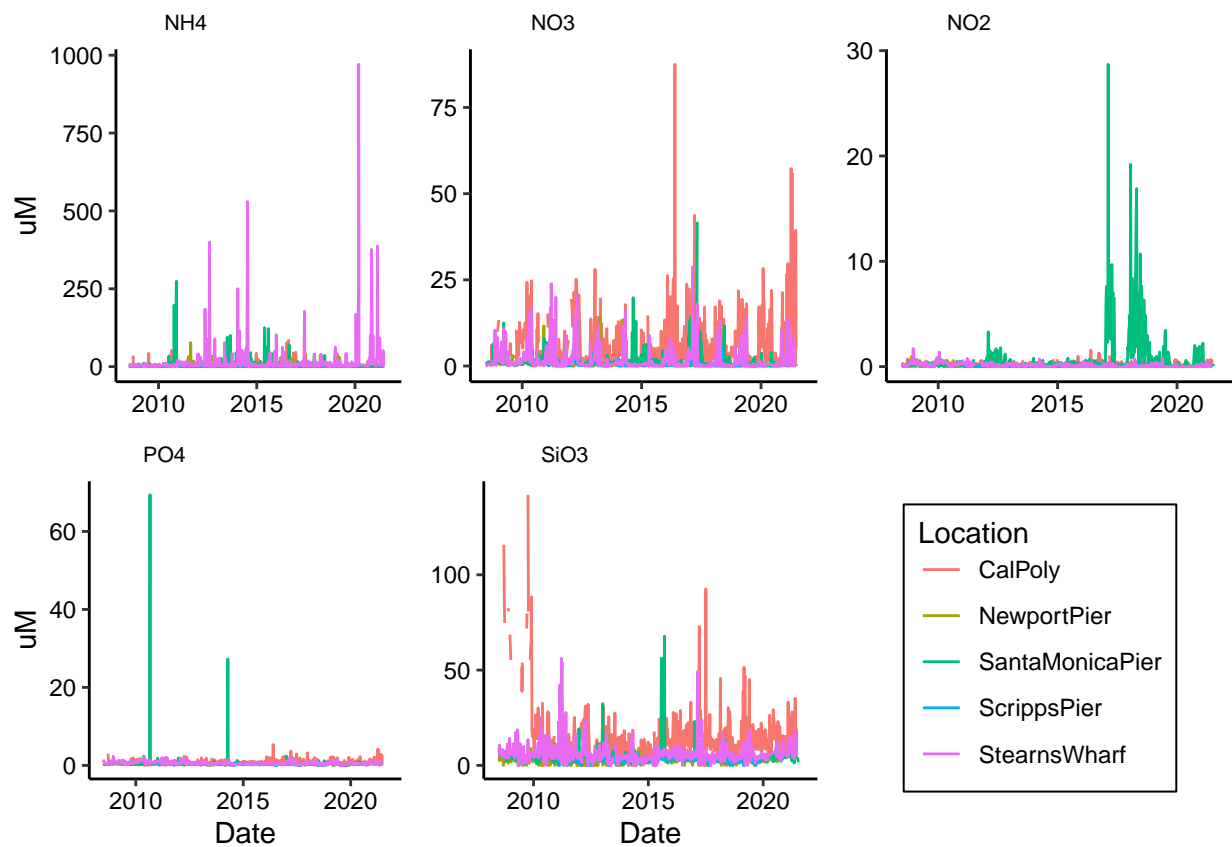 NH4
NO3
NO2
uM
1000
750
500
250
0
75
50
25
0
30
20
10
0
2010 2015 2020
2010 2015 2020
2010 2015 2020
PO4
SiO3
uM
60
40
20
0
100
50
0
2010 2015 2020
2010 2015 2020
Date
Date
Location
CalPoly
NewportPier
SantaMonicaPier
ScrippsPier
StearnsWharf